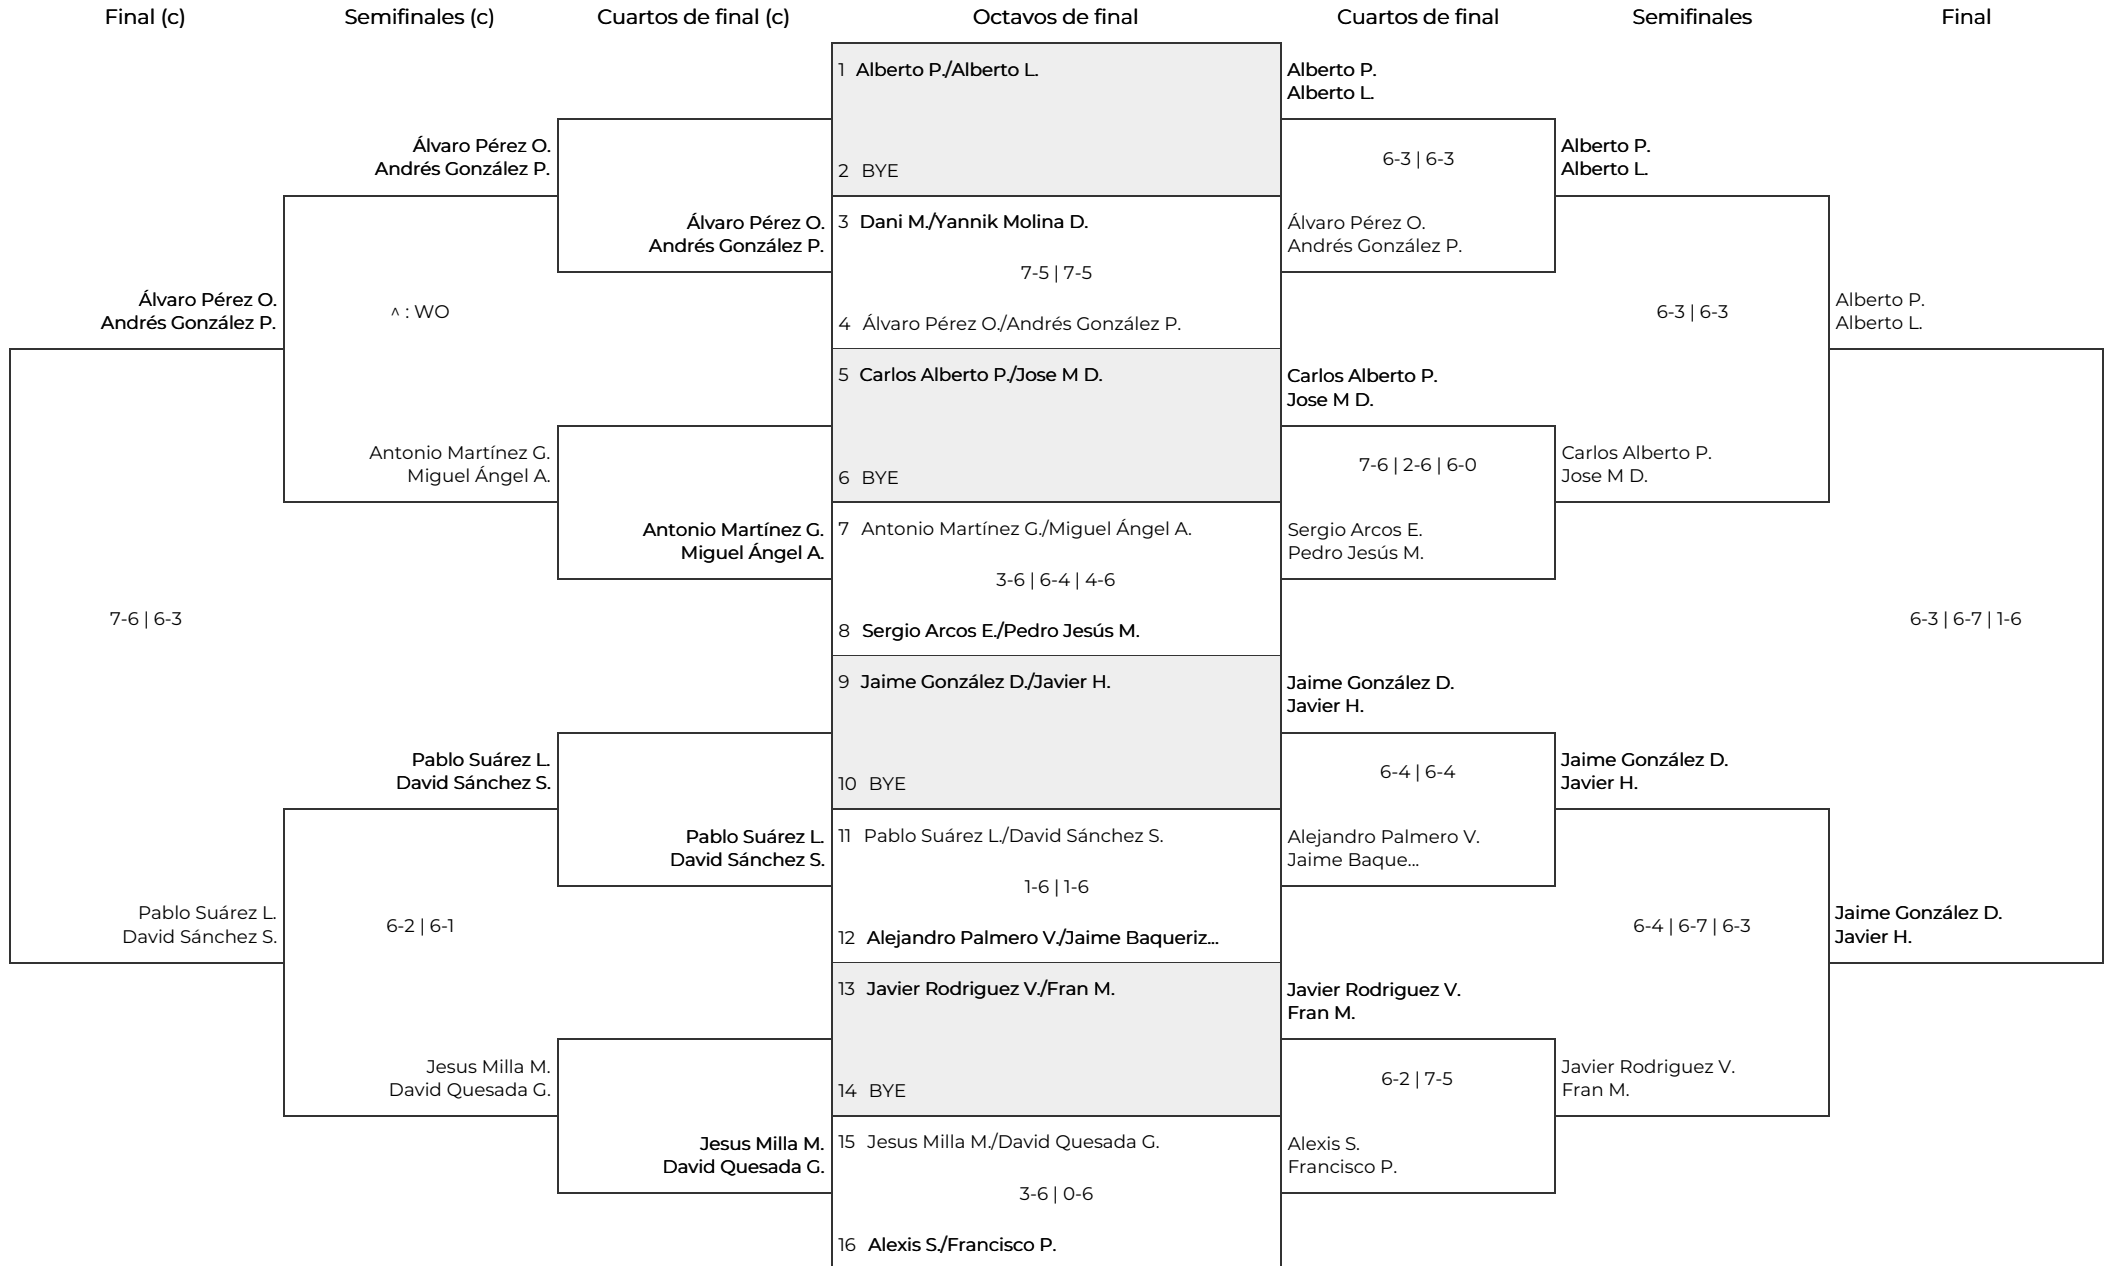 Final (c)
Semifinales (c)
Cuartos de final (c)
Octavos de final
Cuartos de final
Semifinales
Final
Álvaro Pérez O.
Andrés González P.
7-6 | 6-3
Pablo Suárez L.
David Sánchez S.
Álvaro Pérez O.
Andrés González P.
^ : WO
Antonio Martínez G.
Miguel Ángel A.
Pablo Suárez L.
David Sánchez S.
6-2 | 6-1
Jesus Milla M.
David Quesada G.
Álvaro Pérez O.
Andrés González P.
Antonio Martínez G.
Miguel Ángel A.
Pablo Suárez L.
David Sánchez S.
Jesus Milla M.
David Quesada G.
1 Alberto P./Alberto L.
2 BYE
3 Dani M./Yannik Molina D.
7-5 | 7-5
4 Álvaro Pérez O./Andrés González P.
5 Carlos Alberto P./Jose M D.
6 BYE
7 Antonio Martínez G./Miguel Ángel A.
3-6 | 6-4 | 4-6
8 Sergio Arcos E./Pedro Jesús M.
9 Jaime González D./Javier H.
10 BYE
11 Pablo Suárez L./David Sánchez S.
1-6 | 1-6
12 Alejandro Palmero V./Jaime Baqueriz...
13 Javier Rodriguez V./Fran M.
14 BYE
15 Jesus Milla M./David Quesada G.
3-6 | 0-6
16 Alexis S./Francisco P.
Alberto P.
Alberto L.
6-3 | 6-3
Álvaro Pérez O.
Andrés González P.
Carlos Alberto P.
Jose M D.
7-6 | 2-6 | 6-0
Sergio Arcos E.
Pedro Jesús M.
Jaime González D.
Javier H.
6-4 | 6-4
Alejandro Palmero V.
Jaime Baque...
Javier Rodriguez V.
Fran M.
6-2 | 7-5
Alexis S.
Francisco P.
Alberto P.
Alberto L.
6-3 | 6-3
Carlos Alberto P.
Jose M D.
Jaime González D.
Javier H.
6-4 | 6-7 | 6-3
Javier Rodriguez V.
Fran M.
Alberto P.
Alberto L.
6-3 | 6-7 | 1-6
Jaime González D.
Javier H.